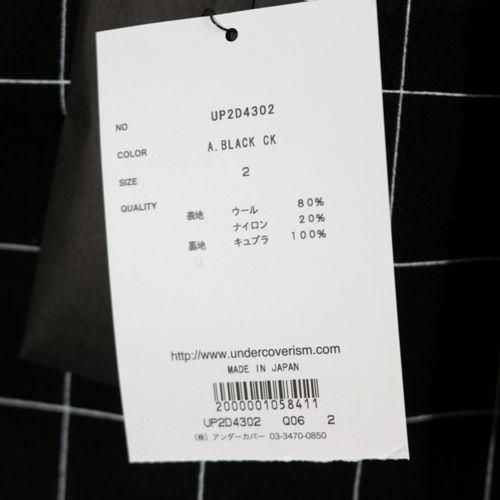 NO UP2D4302
COLOR A.BLACK CK
SIZE 2
QUALITY 表地 ウール 80%
ナイロン 20%
裏地 キュプラ 100%
http://www.undercoverism.com
MADE IN JAPAN
2000001058411
UP2D4302 Q06 2
(株) アンダーカバー 03-3470-0850